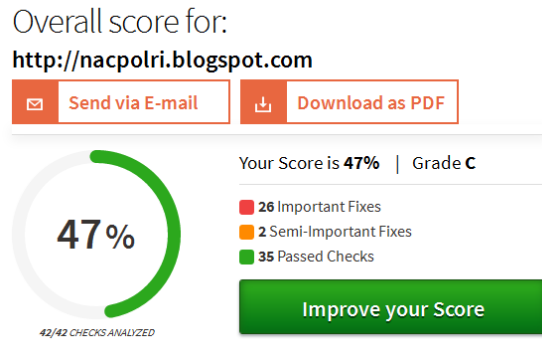 Overall score for:
http://nacpolri.blogspot.com
Send via E-mail
Download as PDF
Your Score is 47% | Grade C
47%
26 Important Fixes
2 Semi-Important Fixes
35 Passed Checks
Improve your Score
42/42 CHECKS ANALYZED